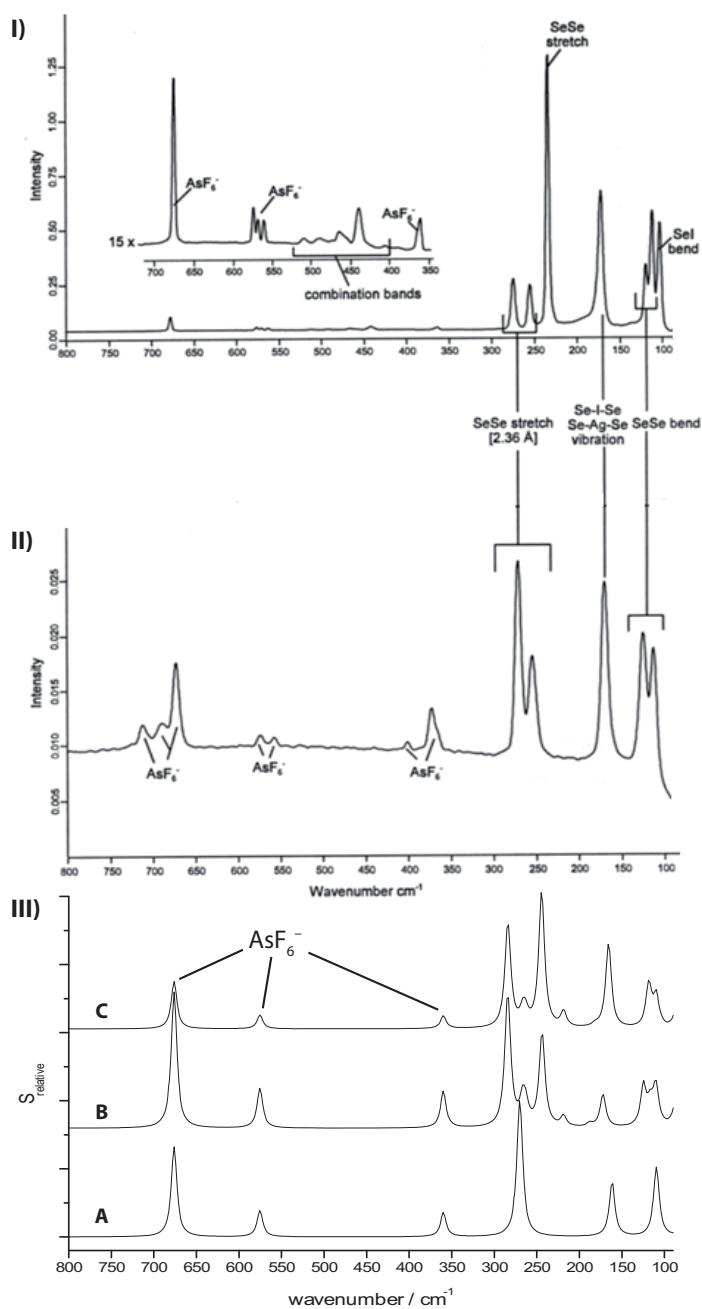 I)
SeSe
stretch
1.25
0.75
0.50
0.25
0.00
Intensity
AsF₆⁻
AsF₆⁻
AsF₆⁻
15 x
700 650 600 550 500 450 400 350
combination bands
SeI
bend
800 750 700 650 600 550 500 450 400 350 300 250 200 150 100
SeSe stretch
[2.36 Å]
Se-I-Se
Se-Ag-Se
vibration
SeSe bend
II)
0.025
0.020
0.015
0.010
0.005
Intensity
AsF₆⁻
AsF₆⁻
AsF₆⁻
800 750 700 650 600 550 500 450 400 350 300 250 200 150 100
Wavenumber cm⁻¹
III)
AsF₆⁻
C
B
A
S relative
800 750 700 650 600 550 500 450 400 350 300 250 200 150 100
wavenumber / cm⁻¹